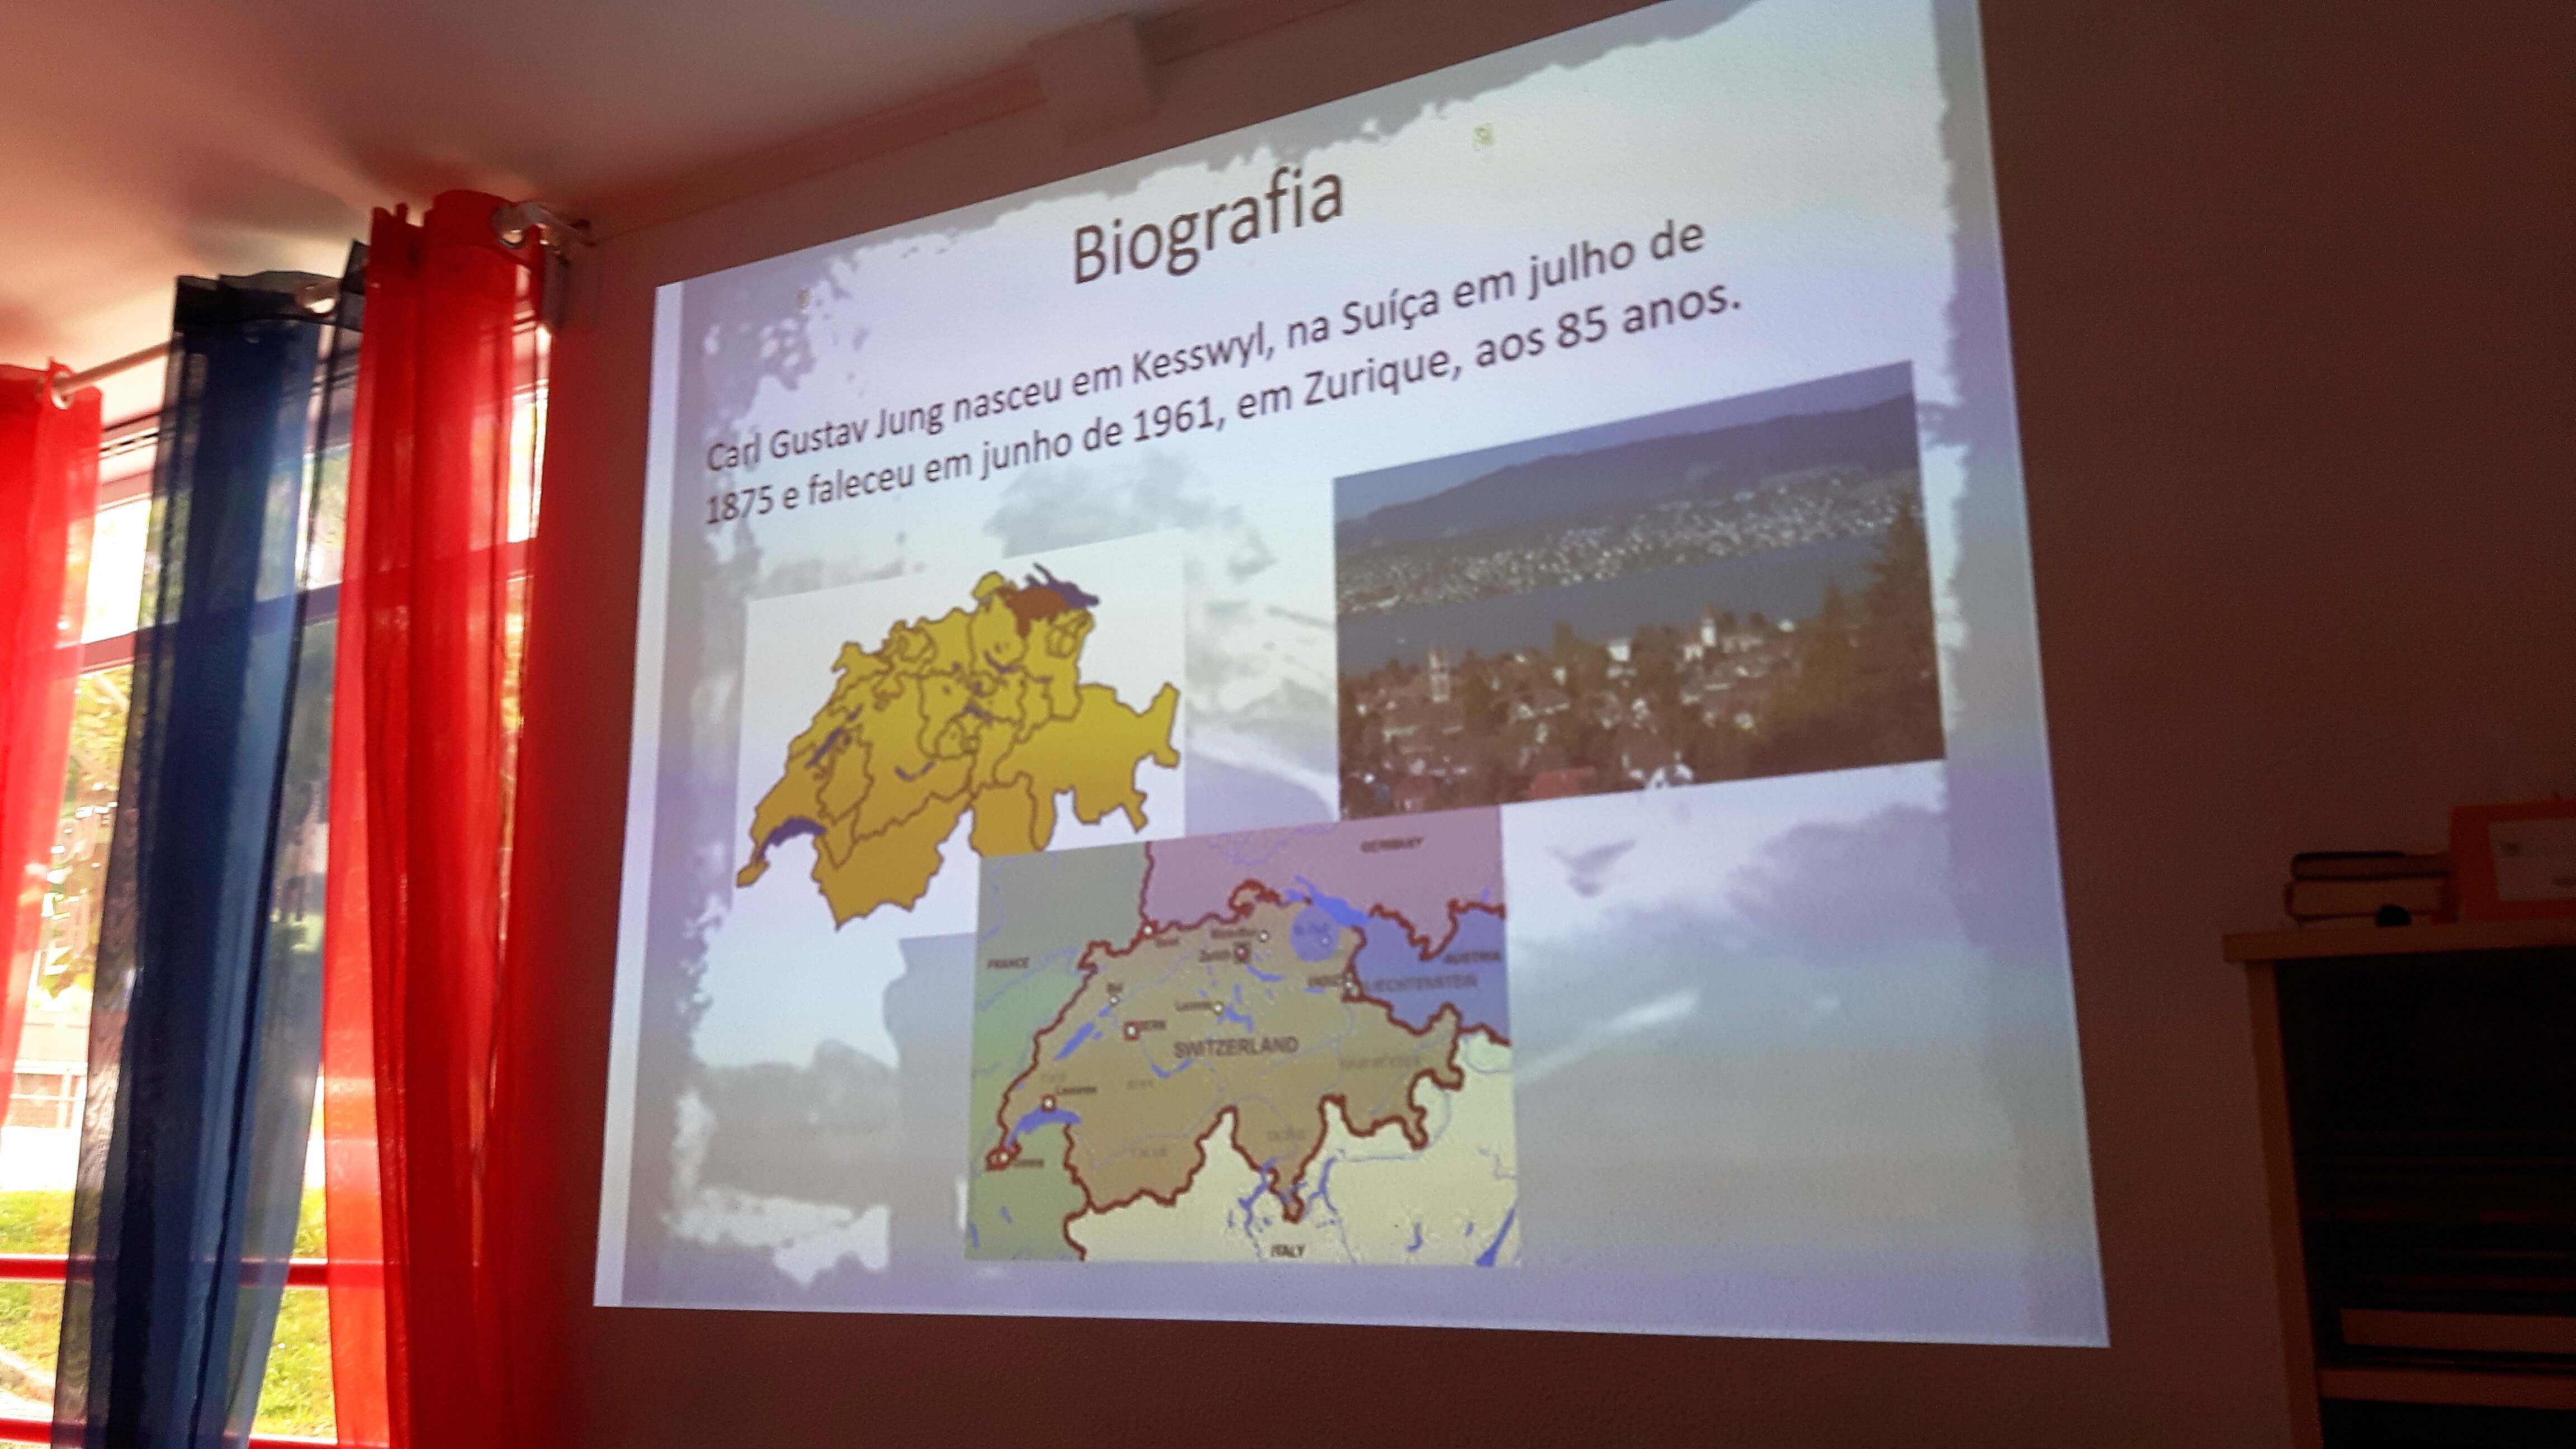 Biografia
Carl Gustav Jung nasceu em Kesswyl, na Suíça em julho de
1875 e faleceu em junho de 1961, em Zurique, aos 85 anos.
GERMANY
FRANCE
AUSTRIA
LIECHTENSTEIN
Zurich
BERN
SWITZERLAND
Lausanne
ITALY